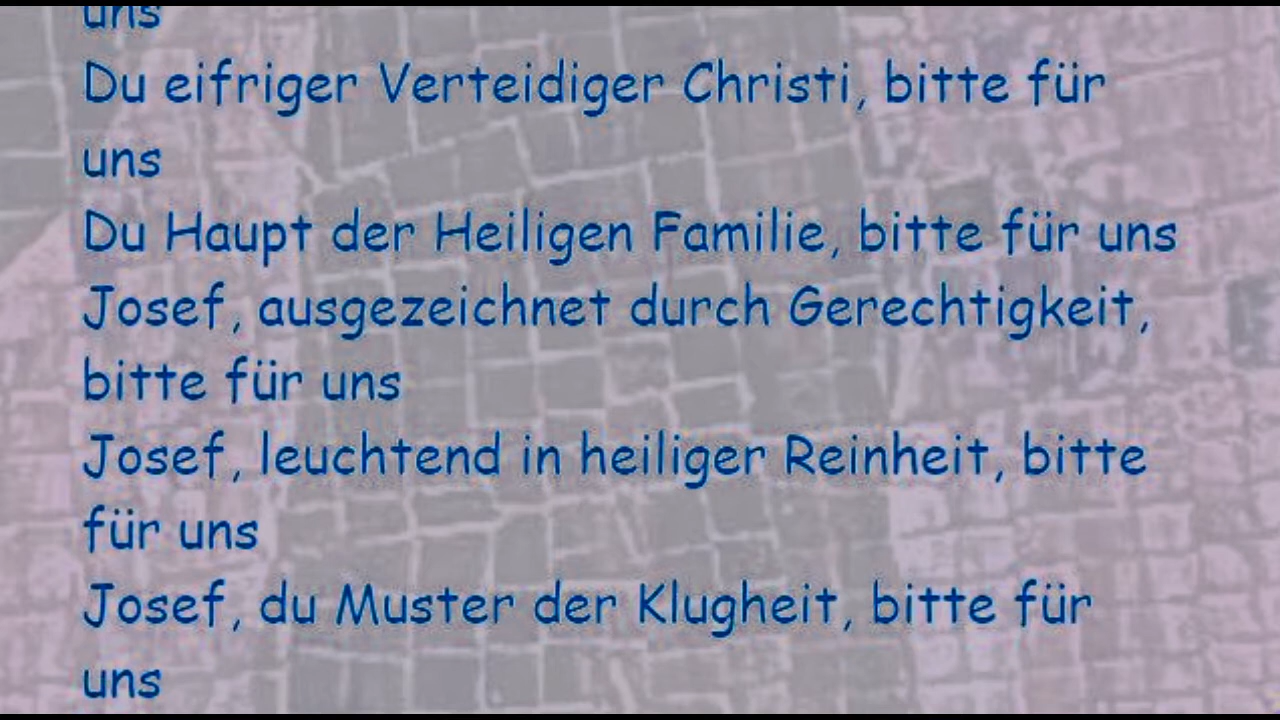 uns
Du eifriger Verteidiger Christi, bitte für
uns
Du Haupt der Heiligen Familie, bitte für uns
Josef, ausgezeichnet durch Gerechtigkeit,
bitte für uns
Josef, leuchtend in heiliger Reinheit, bitte
für uns
Josef, du Muster der Klugheit, bitte für
uns